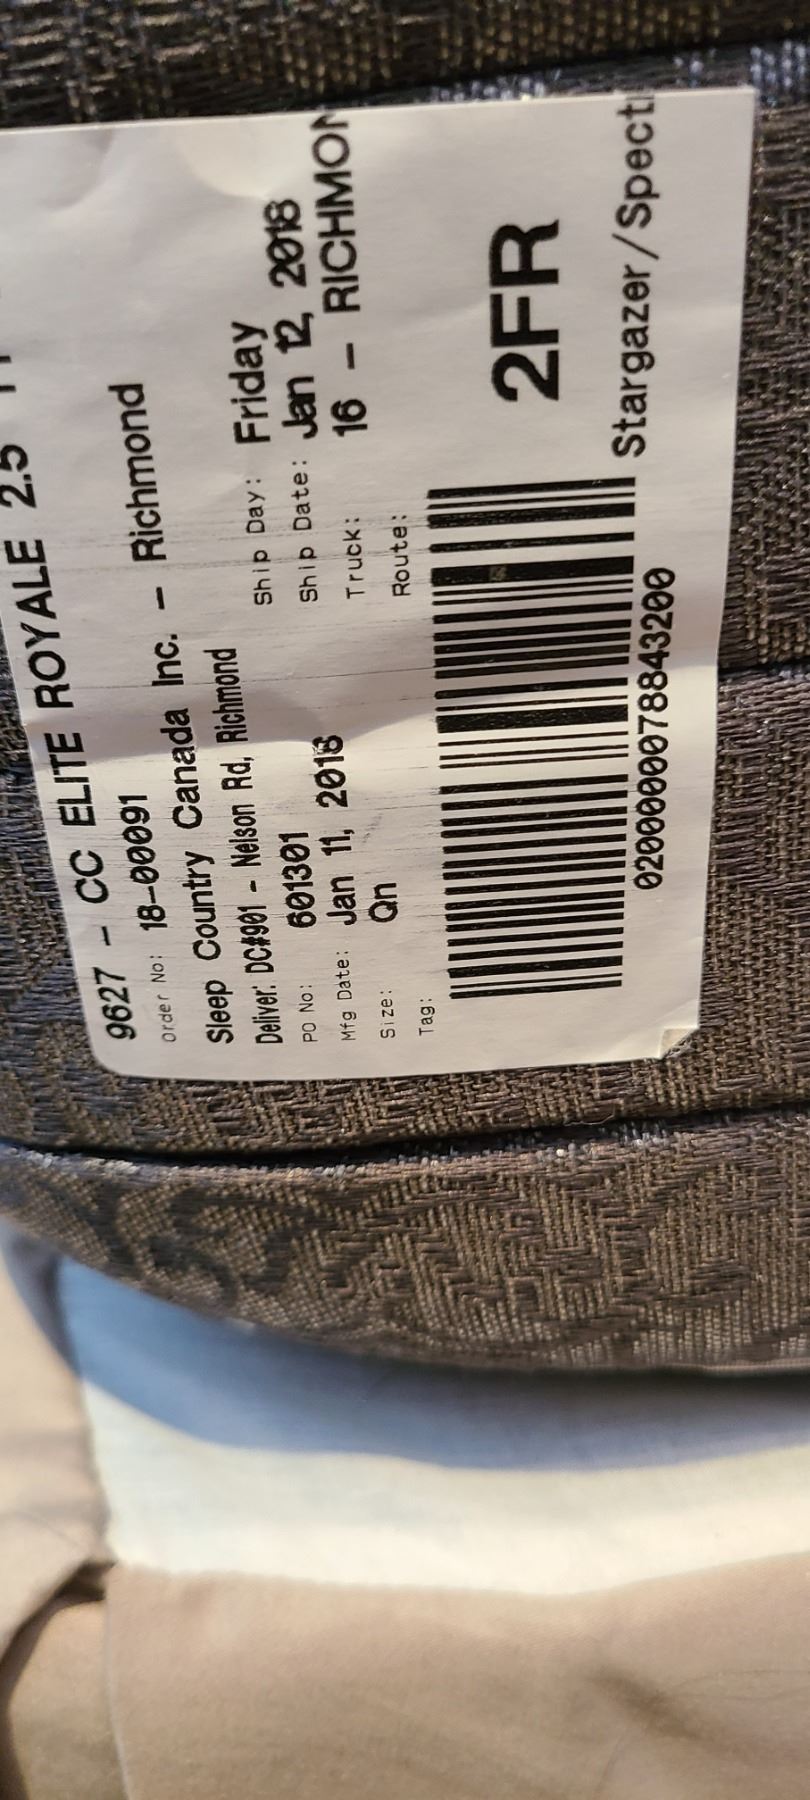 9627 - CC ELITE ROYALE 2.5
Order No: 18-00091
Sleep Country Canada Inc. - Richmond
Deliver: DC#901 - Nelson Rd, Richmond
PO No: 601301
Mfg Date: Jan 11, 2018
Size: Qn
Tag:
Ship Day: Friday
Ship Date: Jan 12, 2018
Truck: 16 - RICHMON
Route:
2FR
0200000078843200
Stargazer/Spect